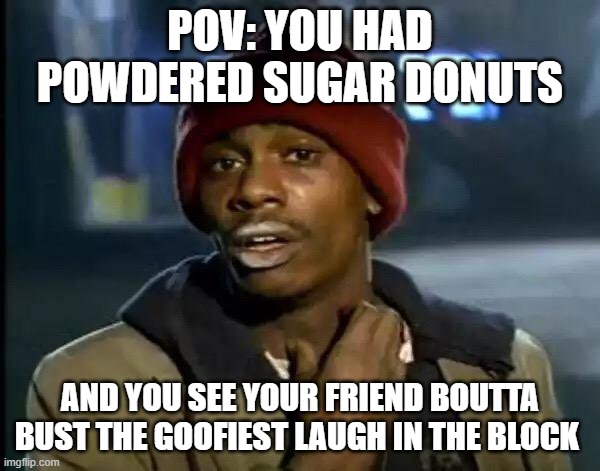 POV: YOU HAD
POWDERED SUGAR DONUTS
AND YOU SEE YOUR FRIEND BOUTTA
BUST THE GOOFIEST LAUGH IN THE BLOCK
imgflip.com